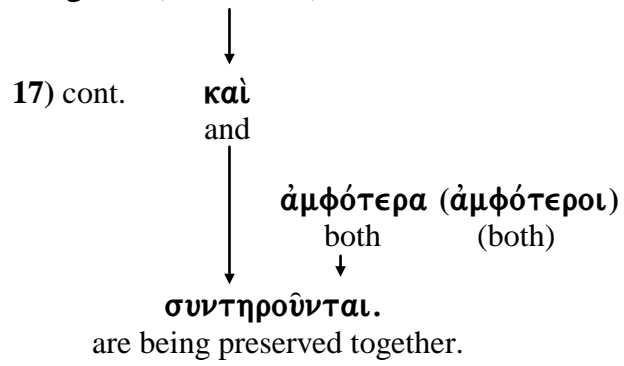 17) cont. καὶ
and
ἀμφότερα (ἀμφότεροι)
both (both)
συντηροῦνται.
are being preserved together.